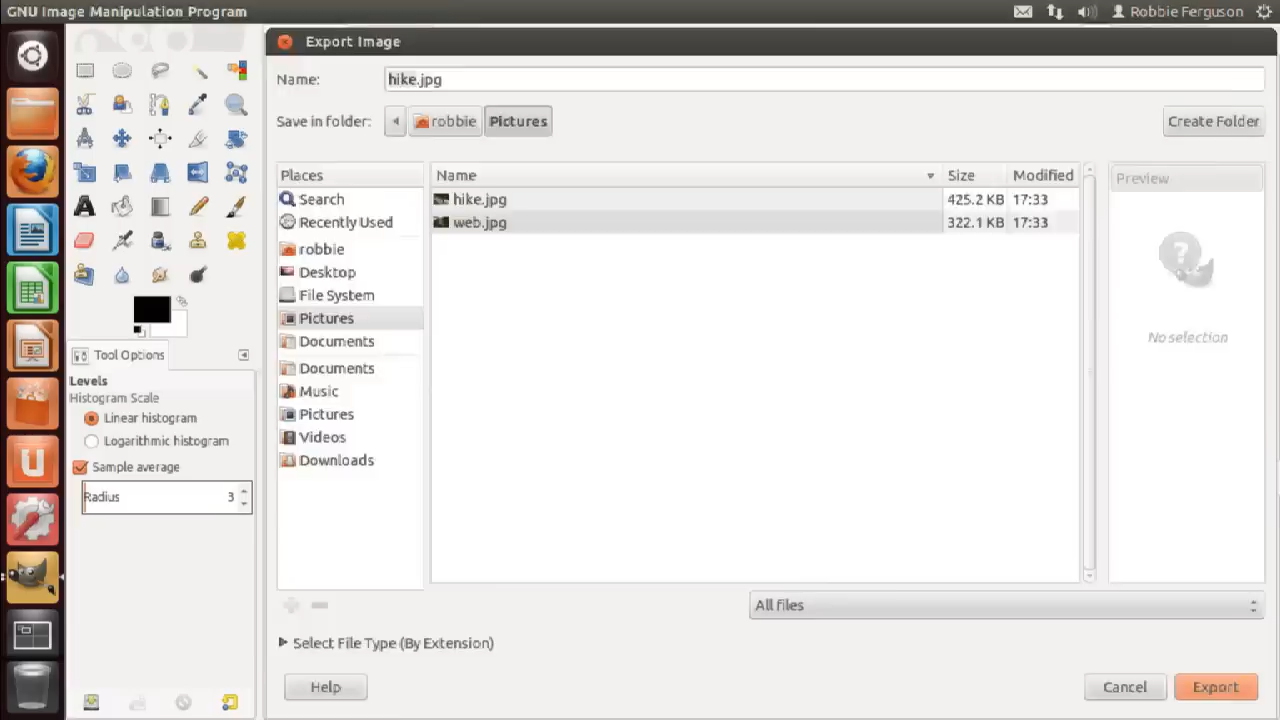 GNU Image Manipulation Program
Robbie Ferguson
Export Image
Name:
hike.jpg
Save in folder:
robbie
Pictures
Create Folder
Places
Search
Recently Used
robbie
Desktop
File System
Pictures
Documents
Documents
Music
Pictures
Videos
Downloads
Name Size Modified
hike.jpg 425.2 KB 17:33
web.jpg 322.1 KB 17:33
Preview
No selection
Tool Options
Levels
Histogram Scale
Linear histogram
Logarithmic histogram
Sample average
Radius 3
All files
Select File Type (By Extension)
Help
Cancel
Export